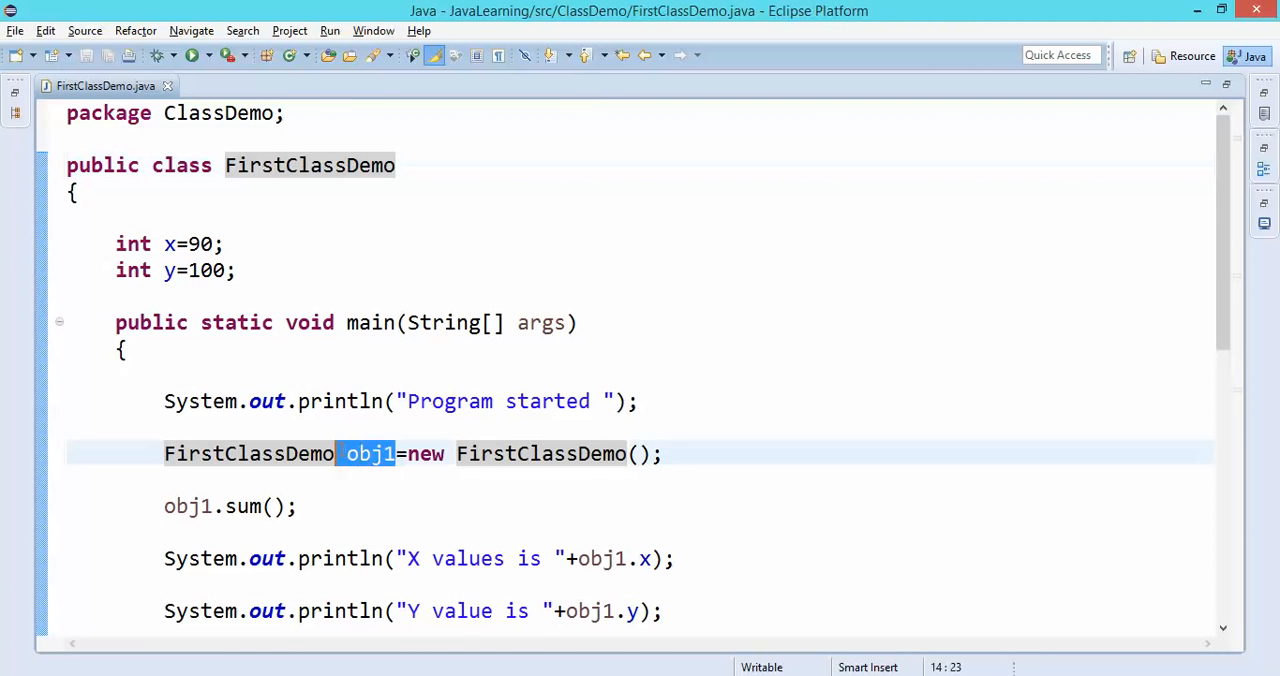 Java - JavaLearning/src/ClassDemo/FirstClassDemo.java - Eclipse Platform
File Edit Source Refactor Navigate Search Project Run Window Help
Quick Access Resource Java
FirstClassDemo.java
package ClassDemo;
public class FirstClassDemo
{
int x=90;
int y=100;
public static void main(String[] args)
{
System.out.println("Program started ");
FirstClassDemo obj1=new FirstClassDemo();
obj1.sum();
System.out.println("X values is "+obj1.x);
System.out.println("Y value is "+obj1.y);
Writable Smart Insert 14 : 23